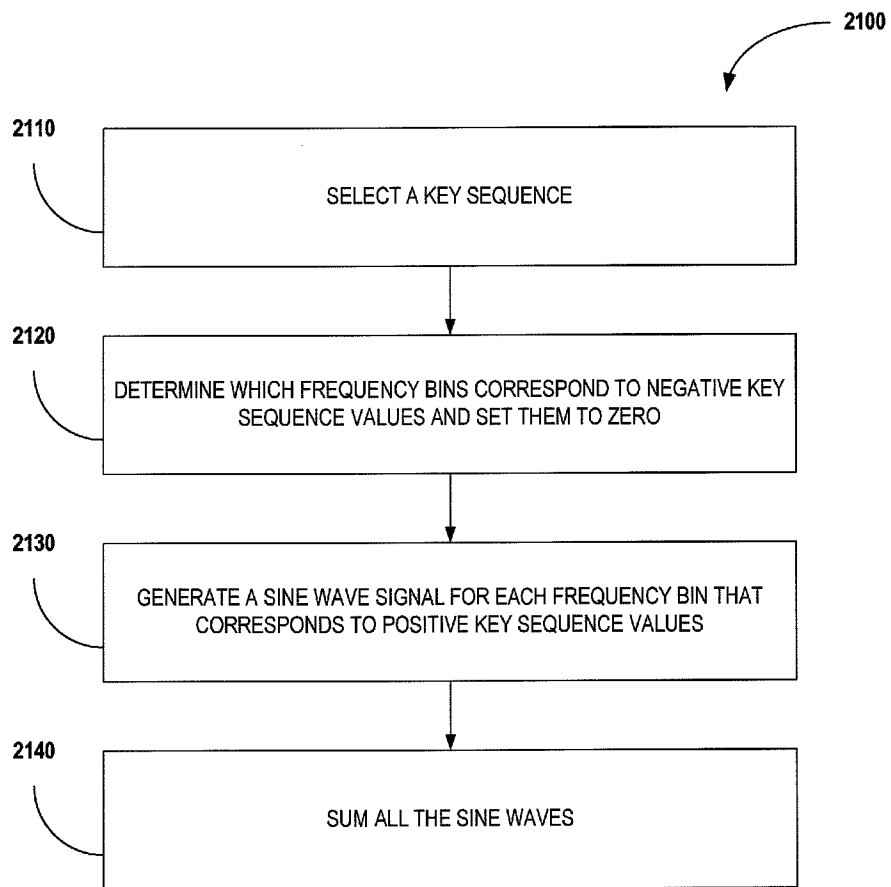 2100
2110
SELECT A KEY SEQUENCE
2120
DETERMINE WHICH FREQUENCY BINS CORRESPOND TO NEGATIVE KEY
SEQUENCE VALUES AND SET THEM TO ZERO
2130
GENERATE A SINE WAVE SIGNAL FOR EACH FREQUENCY BIN THAT
CORRESPONDS TO POSITIVE KEY SEQUENCE VALUES
2140
SUM ALL THE SINE WAVES